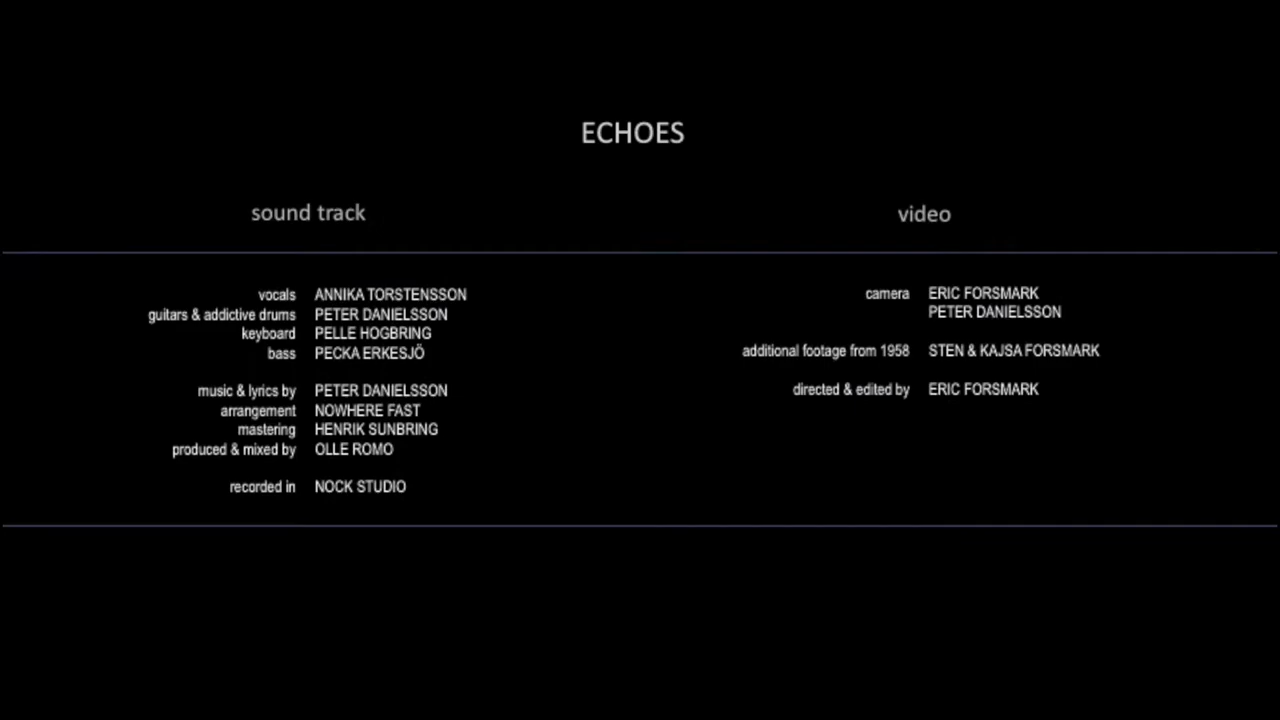 ECHOES
sound track
vocals ANNIKA TORSTENSSON
guitars & addictive drums PETER DANIELSSON
keyboard PELLE HOGBRING
bass PECKA ERKESJÖ
music & lyrics by PETER DANIELSSON
arrangement NOWHERE FAST
mastering HENRIK SUNBRING
produced & mixed by OLLE ROMO
recorded in NOCK STUDIO
video
camera ERIC FORSMARK
PETER DANIELSSON
additional footage from 1958 STEN & KAJSA FORSMARK
directed & edited by ERIC FORSMARK